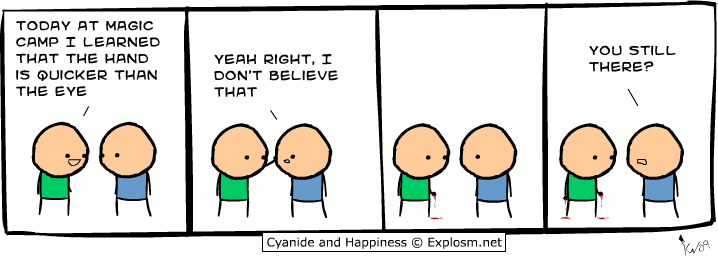 TODAY AT MAGIC
CAMP I LEARNED
THAT THE HAND
IS QUICKER THAN
THE EYE
YEAH RIGHT, I
DON'T BELIEVE
THAT
YOU STILL
THERE?
Cyanide and Happiness © Explosm.net